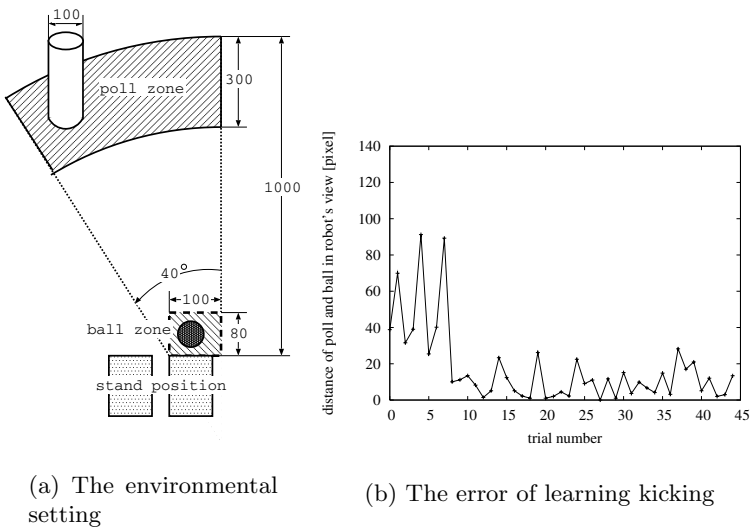 100
poll zone
300
1000
40°
100
ball zone
80
stand position
(a) The environmental
setting
distance of poll and ball in robot's view [pixel]
140
120
100
80
60
40
20
0
0 5 10 15 20 25 30 35 40 45
trial number
(b) The error of learning kicking